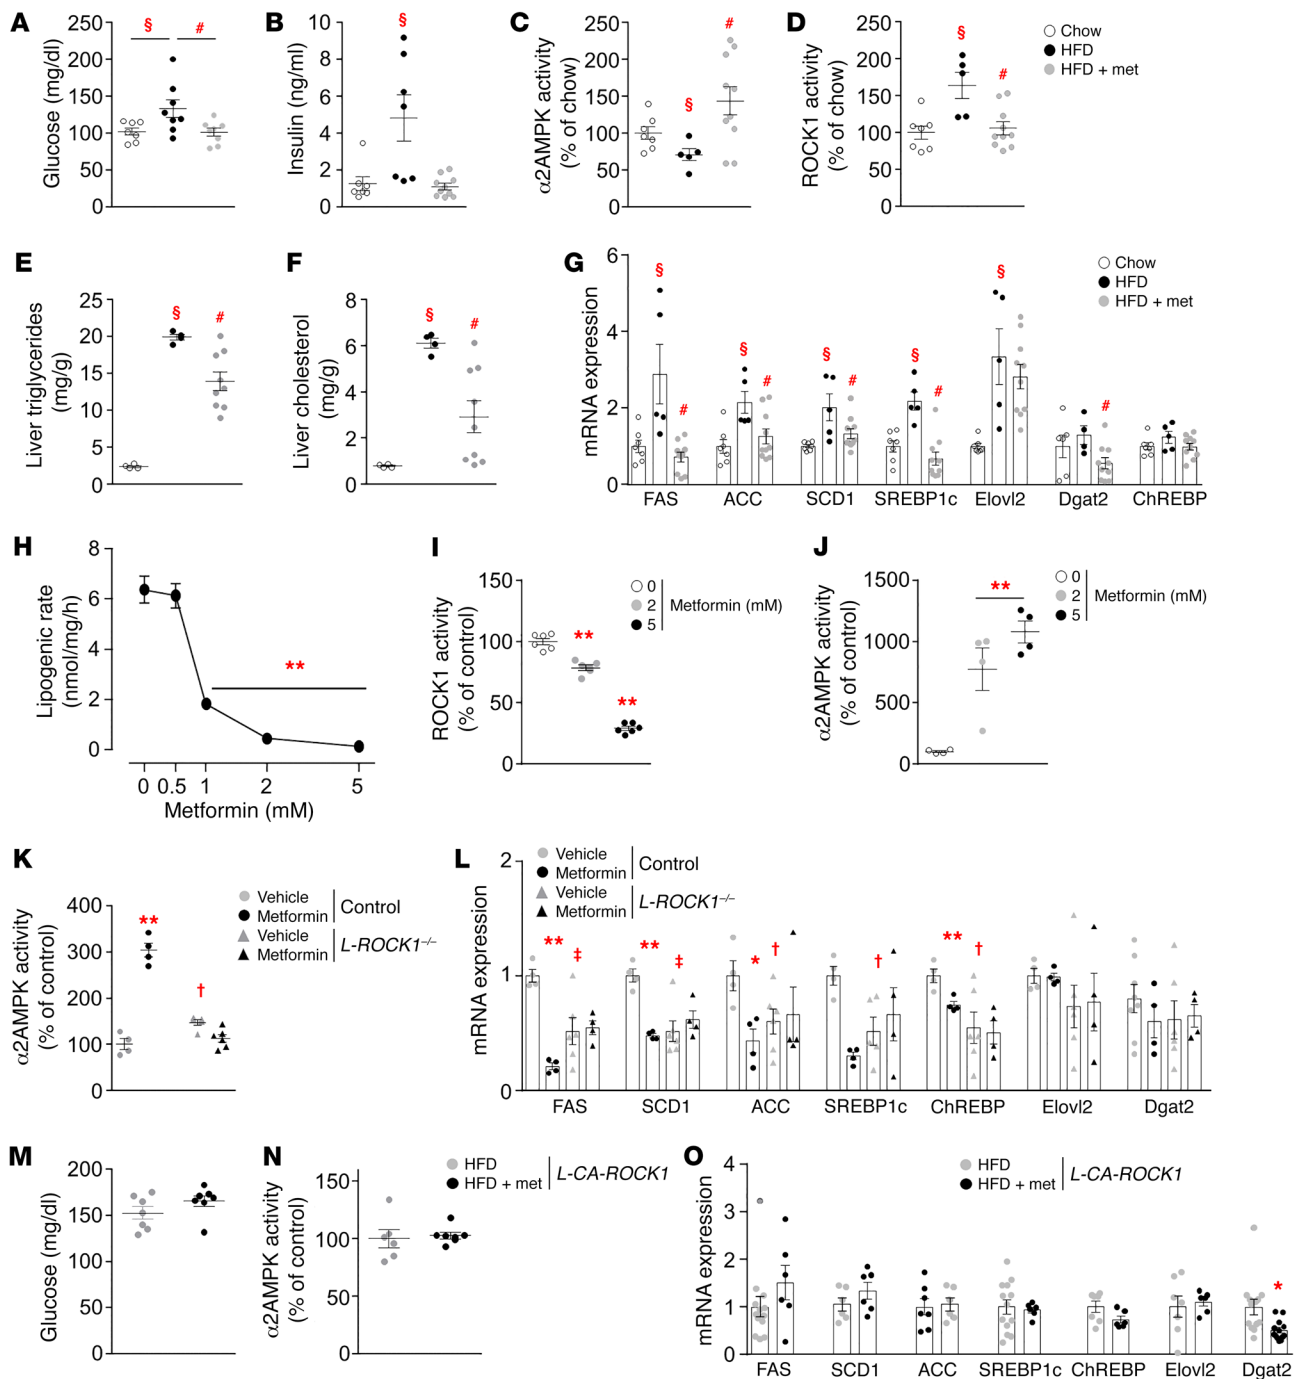 A
Glucose (mg/dl)
250
200
150
100
50
0
§
#
B
Insulin (ng/ml)
10
8
6
4
2
0
§
C
α2AMPK activity
(% of chow)
250
200
150
100
50
0
§
#
D
ROCK1 activity
(% of chow)
250
200
150
100
50
0
§
#
Chow
HFD
HFD + met
E
Liver triglycerides
(mg/g)
25
20
15
10
5
0
§
#
F
Liver cholesterol
(mg/g)
8
6
4
2
0
§
#
G
mRNA expression
6
4
2
0
§
#
§
#
§
#
§
#
§
#
FAS
ACC
SCD1
SREBP1c
Elovl2
Dgat2
ChREBP
Chow
HFD
HFD + met
H
Lipogenic rate
(nmol/mg/h)
8
6
4
2
0
**
0
0.5
1
2
5
Metformin (mM)
I
ROCK1 activity
(% of control)
150
100
50
0
**
**
0
2
5
Metformin (mM)
J
α2AMPK activity
(% of control)
1500
1000
500
0
**
0
2
5
Metformin (mM)
K
α2AMPK activity
(% of control)
400
300
200
100
0
**
†
Vehicle
Metformin
Control
Vehicle
Metformin
L-ROCK1–/–
L
mRNA expression
2
1
0
Vehicle
Metformin
Control
Vehicle
Metformin
L-ROCK1–/–
**
‡
**
‡
*
†
†
**
†
FAS
SCD1
ACC
SREBP1c
ChREBP
Elovl2
Dgat2
M
Glucose (mg/dl)
200
150
100
50
0
N
α2AMPK activity
(% of control)
150
100
50
0
HFD
HFD + met
L-CA-ROCK1
O
mRNA expression
4
3
2
1
0
HFD
HFD + met
L-CA-ROCK1
*
FAS
SCD1
ACC
SREBP1c
ChREBP
Elovl2
Dgat2